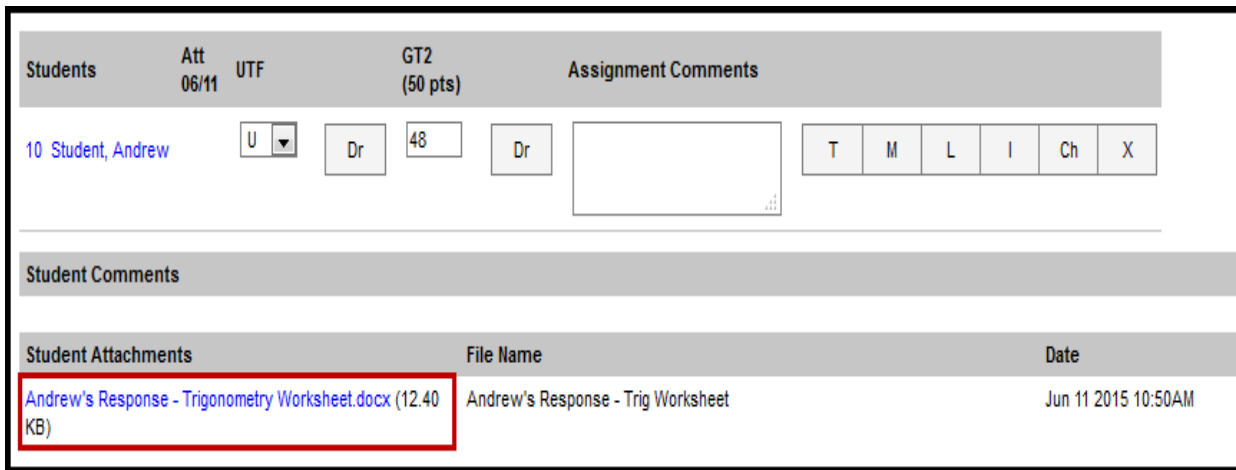 Students Att 06/11 UTF GT2 (50 pts) Assignment Comments
10 Student, Andrew U Dr 48 Dr T M L I Ch X
Student Comments
Student Attachments File Name Date
Andrew's Response - Trigonometry Worksheet.docx (12.40 Andrew's Response - Trig Worksheet Jun 11 2015 10:50AM
KB)